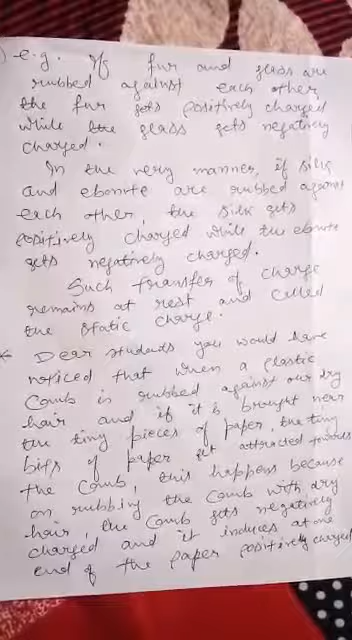 ) e.g. If fur and glass are
rubbed against each other,
the fur gets positively charged
while the glass gets negatively
charged.
In the very manner, if silk
and ebonite are rubbed against
each other, the silk gets
positively charged while the ebonite
gets negatively charged.
Such transfer of charge
remains at rest and called
the static charge.
Dear students you would have
noticed that when a plastic
comb is rubbed against our dry
hair and if it is brought near
the tiny pieces of paper, the tiny
bits of paper get attracted towards
the comb, this happens because
on rubbing the comb with dry
hair, the comb gets negatively
charged and it induces at one
end of the paper positively charged